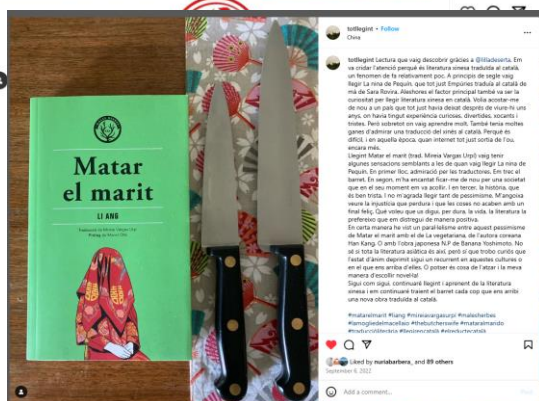 Matar
el marit
LI ANG
Traducció de Mireia Vargas Urpí
totllegint • Follow
China
totllegint Lectura que vaig descobrir gràcies a @lilladeserta. Em
va cridar l'atenció perquè és literatura xinesa traduïda al català,
un fenomen de fa relativament poc. A principis de segle vaig
llegir La nina de Pequín, que tot just Empúries traduïa al català de
mà de Sara Rovira. Aleshores el factor principal també va ser la
curiositat per llegir literatura xinesa en català. Volia acostar-me
de nou a un país que tot just havia deixat després de viure-hi uns
anys, on havia tingut experiència curioses, divertides, xocants i
tristes. Però sobretot on vaig aprendre molt. També tenia moltes
ganes d'admirar una traducció del xinès al català. Perquè és
difícil, i en aquella època, quan internet tot just sortia de l'ou,
encara més.
Llegint Matar el marit (trad. Mireia Vargas Urpí) vaig tenir
algunes sensacions semblants a les de quan vaig llegir La nina de
Pequín. En primer lloc, admiració per les traductores. Em trec el
barret. En segon, m'ha encantat ficar-me de nou per una societat
que en el seu moment em va acollir. I en tercer, la història, que
és ben trista. I no m'agrada llegir tant de pessimisme. M'angoixa
veure la injustícia que perdura i que les coses no acaben amb un
final feliç. Què voleu que us digui, per dura, la vida, la literatura la
prefereixo que em distregui de manera positiva.
En certa manera he vist un paral·lelisme entre aquest pessimisme
de Matar el marit amb el de La vegetariana, de l'autora coreana
Han Kang. O amb l'obra japonesa N.P de Banana Yoshimoto. No
sé si tota la literatura asiàtica és així, però sí que trobo curiós que
l'estat d'ànim deprimit sigui un recurrent en aquestes cultures o
en el que ens arriba d'elles. O potser és cosa de l'atzar i la meva
manera d'escollir novel·la!
Sigui com sigui, continuaré llegint i aprenent de la literatura
xinesa i em continuaré traient el barret cada cop que ens arribi
una nova obra traduïda al català.
#matarelmarit #liang #mireiavargasurpi #malesherbes
#lamogliedelmacellaio #thebutcherswife #mataralmarido
#traduccióliterària #llegirencatalà #elreducatecatalà
Liked by nuriabarbera_ and 89 others
September 6, 2022
Add a comment...